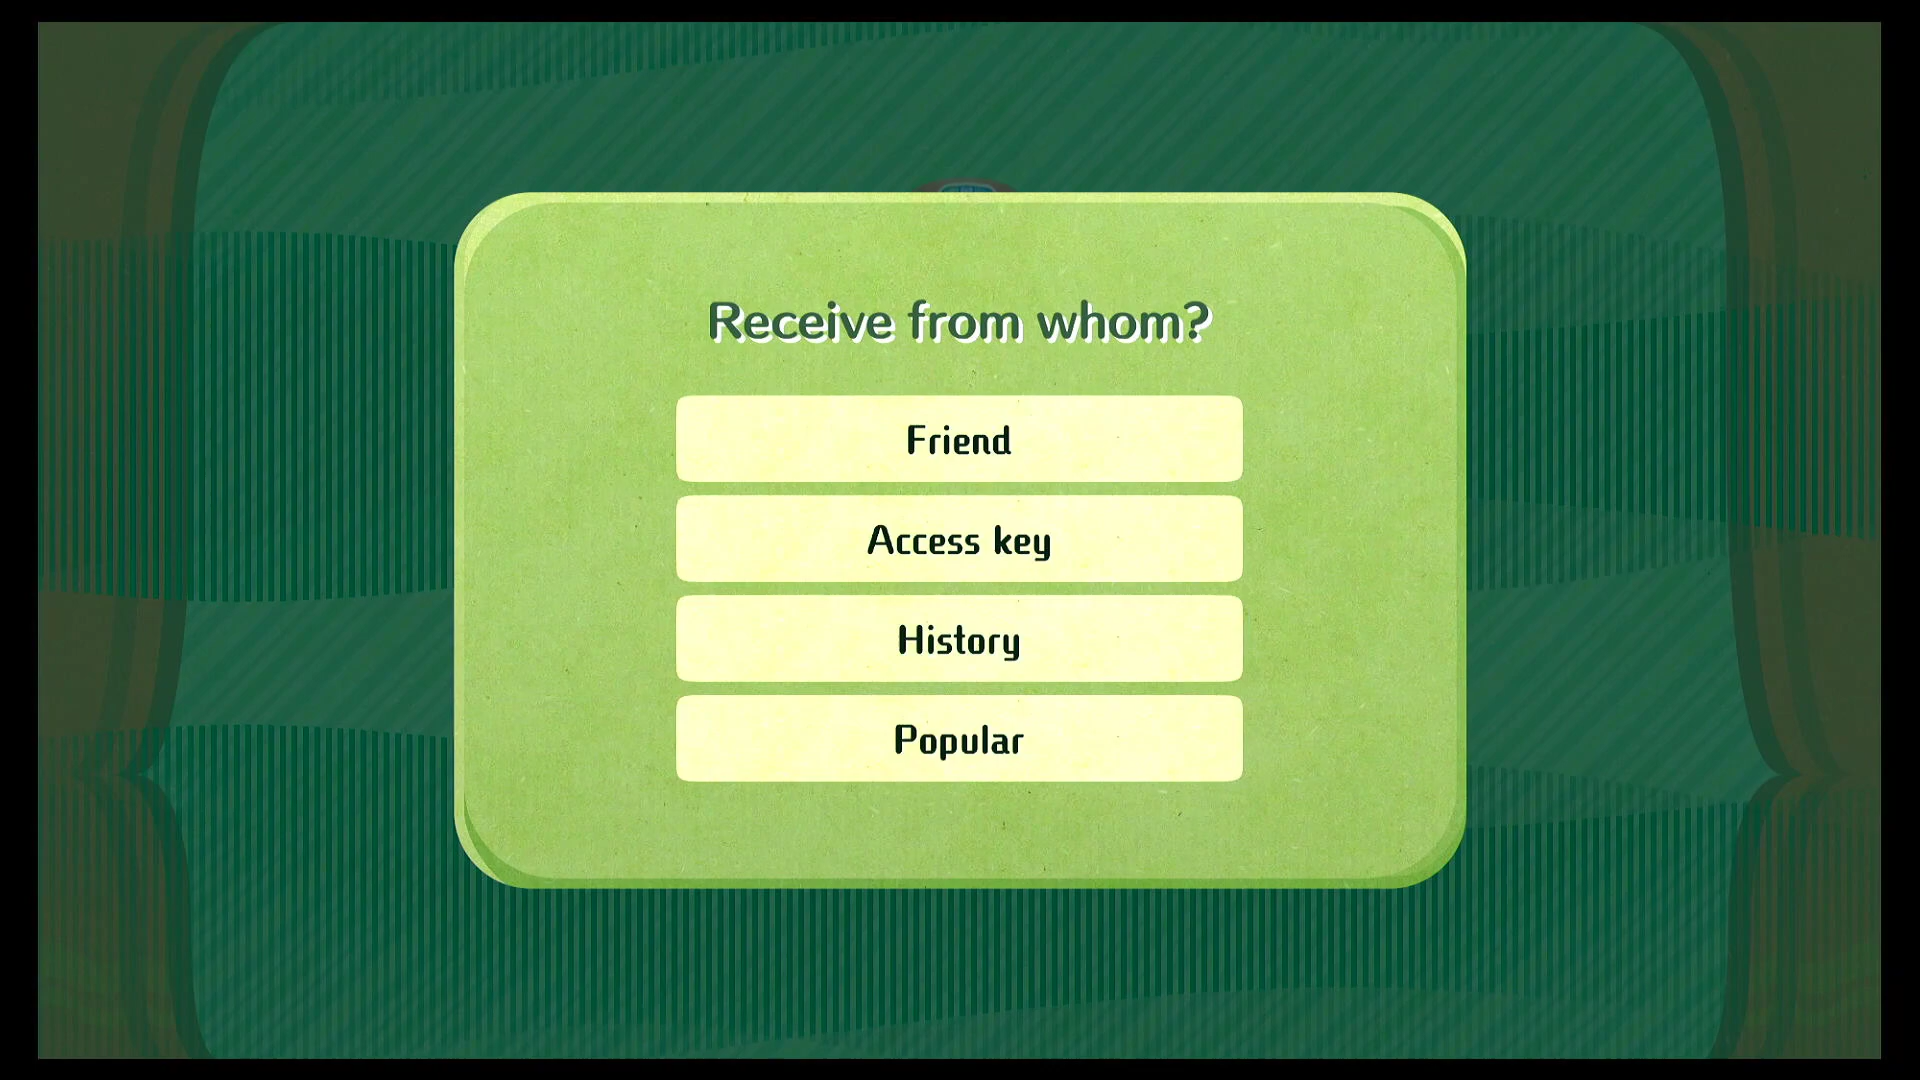 Receive from whom?
Friend
Access key
History
Popular